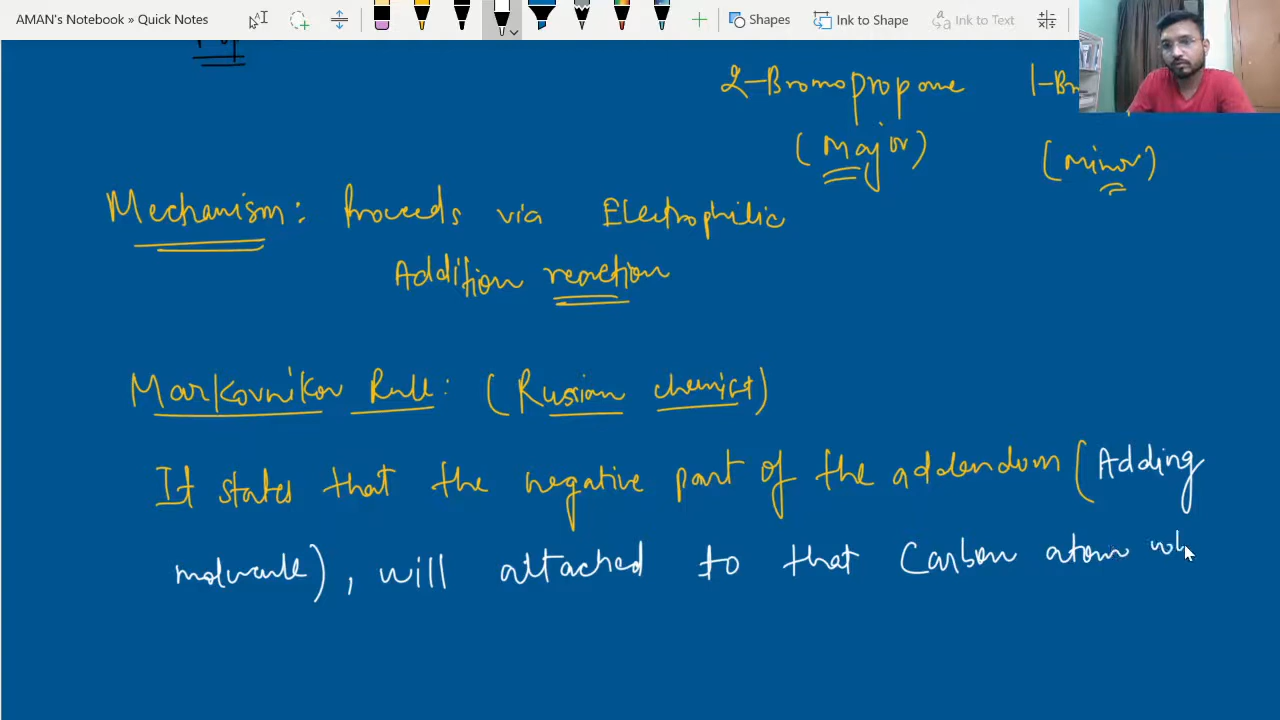 AMAN's Notebook » Quick Notes
Shapes
Ink to Shape
Ink to Text
2-Bromopropane
(Major)
(Minor)
Mechanism: Proceeds via Electrophilic
Addition reaction
Markovnikov Rule: (Russian chemist)
It states that the negative part of the addendum (Adding
molecule), will attached to that Carbon atom wh